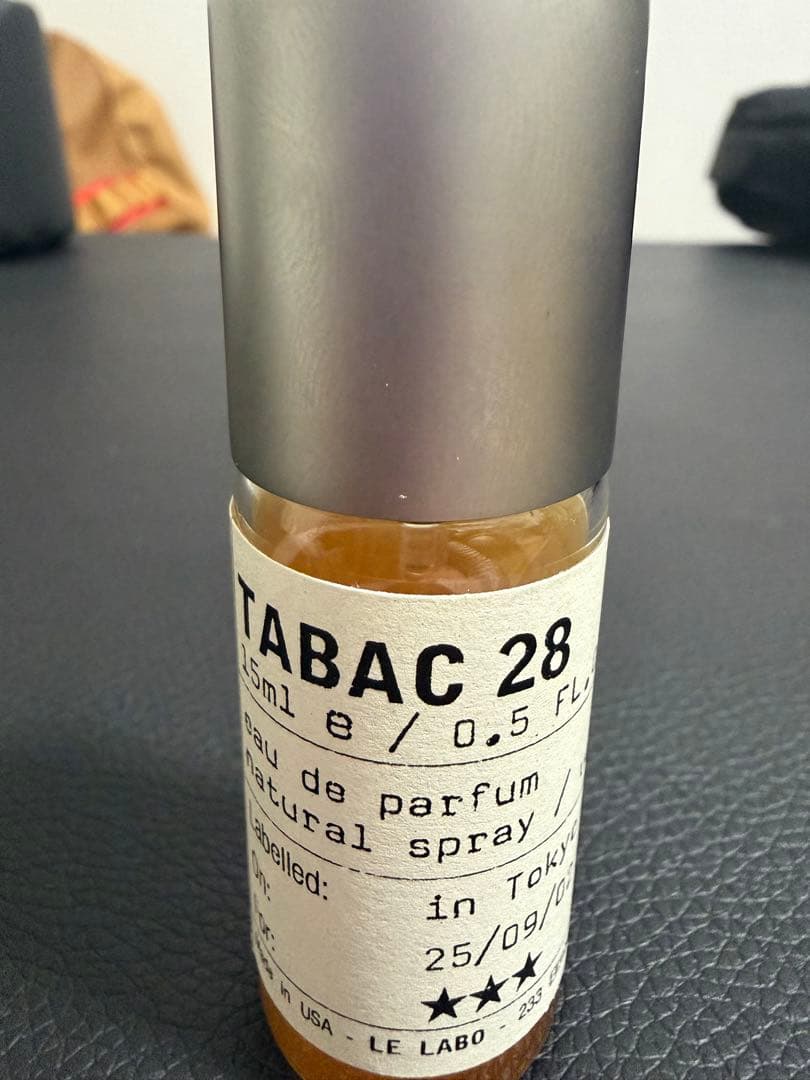 TABAC 28
15ml e / 0.5 FL.
eau de parfum /
natural spray /
Labelled: in Tokyo
On: 25/09/0
For: ★★★
in USA - LE LABO - 233